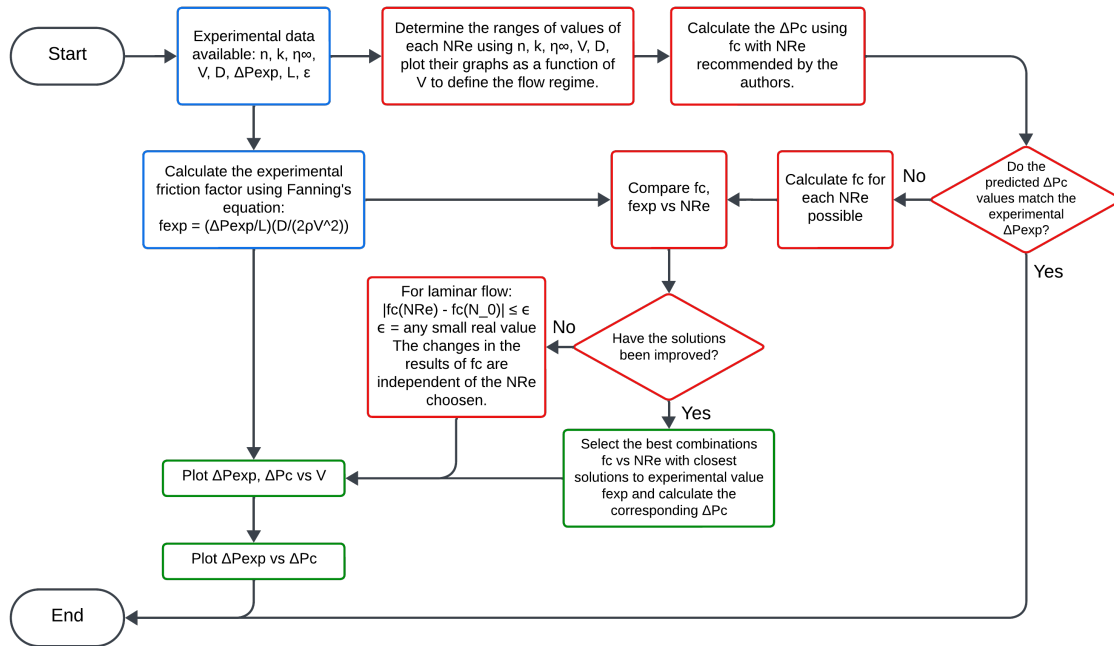 Start
Experimental data
available: n, k, η∞,
V, D, ΔPexp, L, ε
Determine the ranges of values of
each NRe using n, k, η∞, V, D,
plot their graphs as a function of
V to define the flow regime.
Calculate the ΔPc using
fc with NRe
recommended by the
authors.
Calculate the experimental
friction factor using Fanning's
equation:
fexp = (ΔPexp/L)(D/(2ρV^2))
Compare fc,
fexp vs NRe
Calculate fc for
each NRe
possible
No
Do the
predicted ΔPc
values match the
experimental
ΔPexp?
Yes
For laminar flow:
|fc(NRe) - fc(N_0)| ≤ ϵ
ϵ = any small real value
The changes in the
results of fc are
independent of the NRe
choosen.
No
Have the solutions
been improved?
Yes
Select the best combinations
fc vs NRe with closest
solutions to experimental value
fexp and calculate the
corresponding ΔPc
Plot ΔPexp, ΔPc vs V
Plot ΔPexp vs ΔPc
End